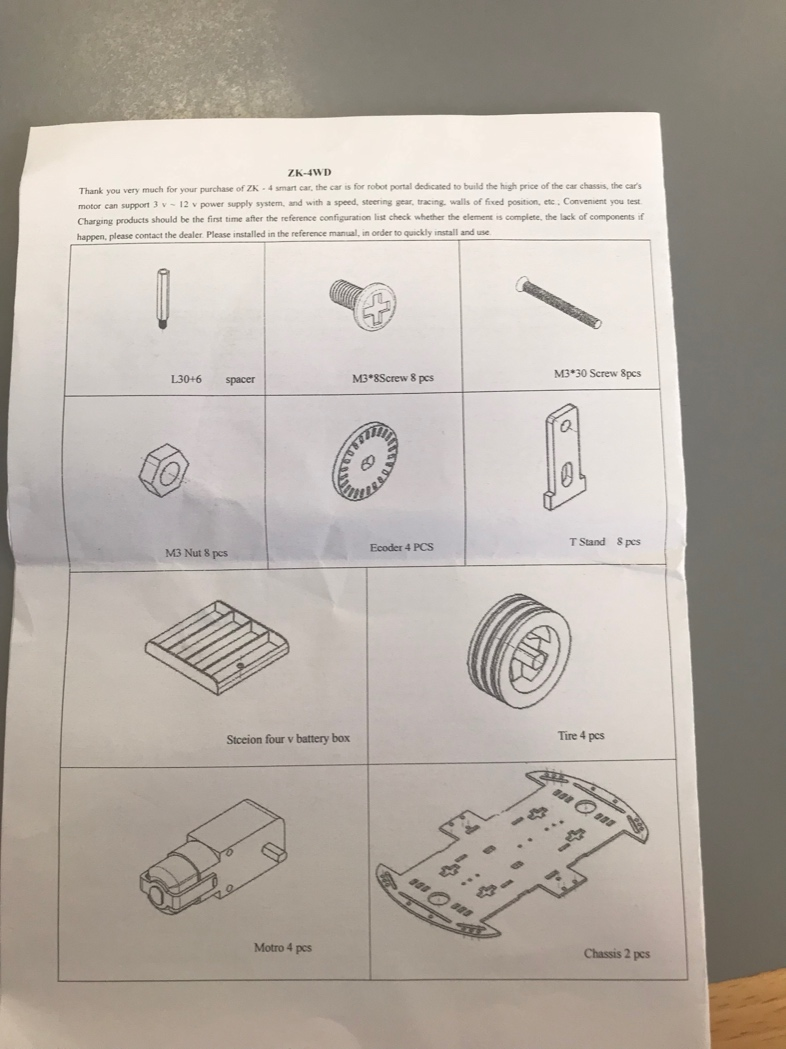 ZK-4WD
Thank you very much for your purchase of ZK - 4 smart car, the car is for robot portal dedicated to build the high price of the car chassis, the car's
motor can support 3 v ~ 12 v power supply system, and with a speed, steering gear, tracing, walls of fixed position, etc., Convenient you test.
Charging products should be the first time after the reference configuration list check whether the element is complete, the lack of components if
happen, please contact the dealer. Please installed in the reference manual, in order to quickly install and use.
L30+6 spacer
M3*8Screw 8 pcs
M3*30 Screw 8pcs
M3 Nut 8 pcs
Ecoder 4 PCS
T Stand 8 pcs
Stceion four v battery box
Tire 4 pcs
Motro 4 pcs
Chassis 2 pcs